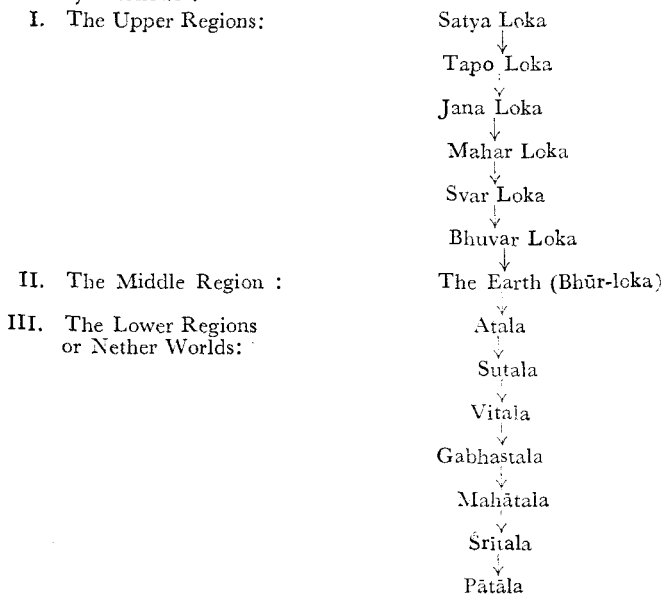 I. The Upper Regions: Satya Loka
Tapo Loka
Jana Loka
Mahar Loka
Svar Loka
Bhuvar Loka
II. The Middle Region : The Earth (Bhūr-loka)
III. The Lower Regions Atala
or Nether Worlds:
Sutala
Vitala
Gabhastala
Mahātala
Śritala
Pātāla